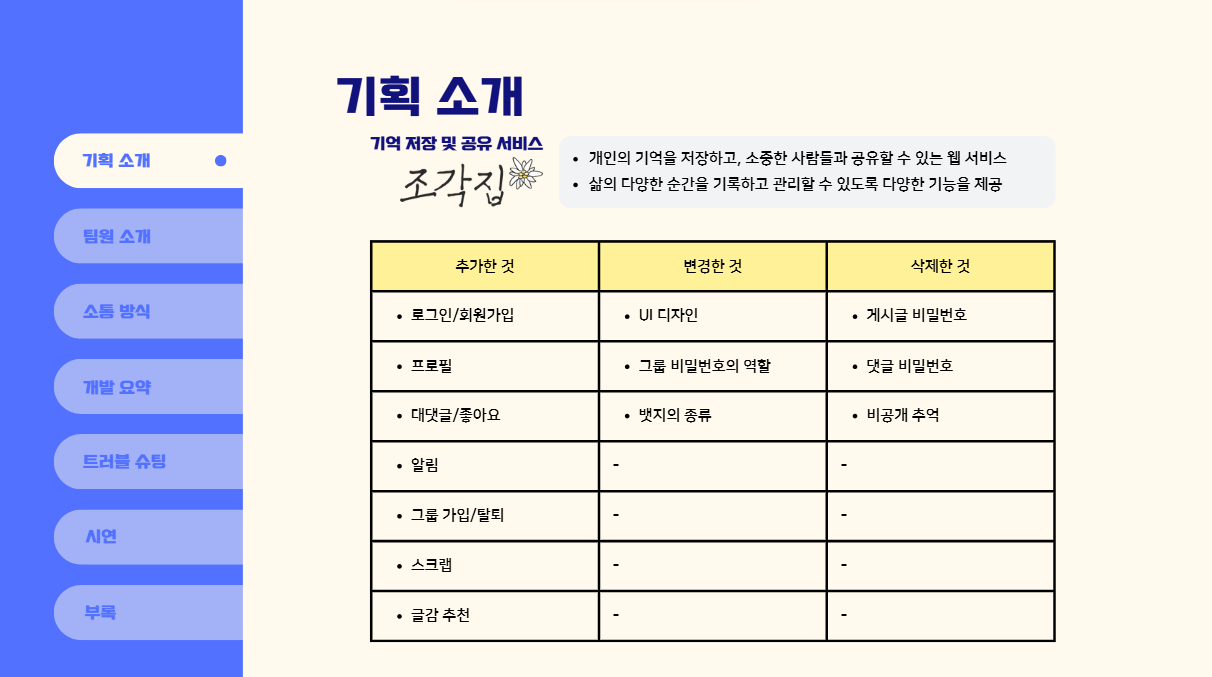 기획 소개
팀원 소개
소통 방식
개발 요약
트러블 슈팅
시연
부록
기획 소개
기억 저장 및 공유 서비스
조각집
• 개인의 기억을 저장하고, 소중한 사람들과 공유할 수 있는 웹 서비스
• 삶의 다양한 순간을 기록하고 관리할 수 있도록 다양한 기능을 제공
추가한 것 변경한 것 삭제한 것
• 로그인/회원가입 • UI 디자인 • 게시글 비밀번호
• 프로필 • 그룹 비밀번호의 역할 • 댓글 비밀번호
• 대댓글/좋아요 • 뱃지의 종류 • 비공개 추억
• 알림 - -
• 그룹 가입/탈퇴 - -
• 스크랩 - -
• 글감 추천 - -